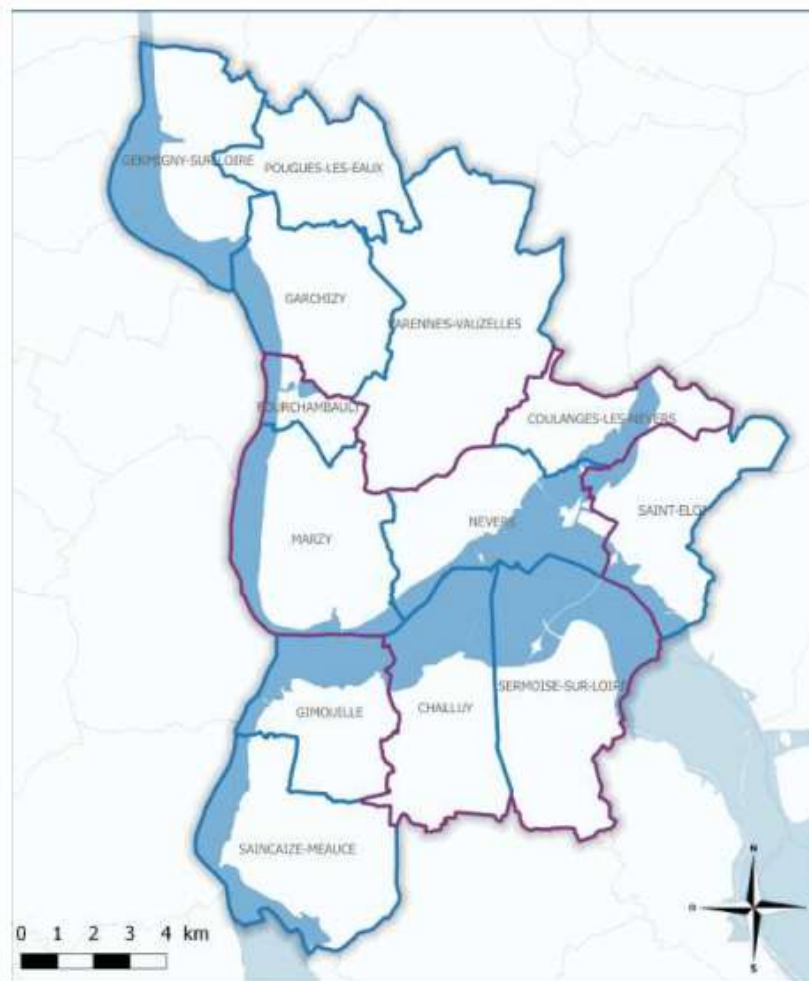 GERMIGNY-SUR-LOIRE
POUGUES-LES-EAUX
GARCHIZY
VARENNES-VAUZELLES
FOURCHAMBAULT
COULANGES-LES-NEVERS
NEVERS
SAINT-ELOI
MARZY
SERMOISE-SUR-LOIRE
CHALLUY
GIMOUILLE
SAINCAIZE-MEAUCE
N
S
0 1 2 3 4 km